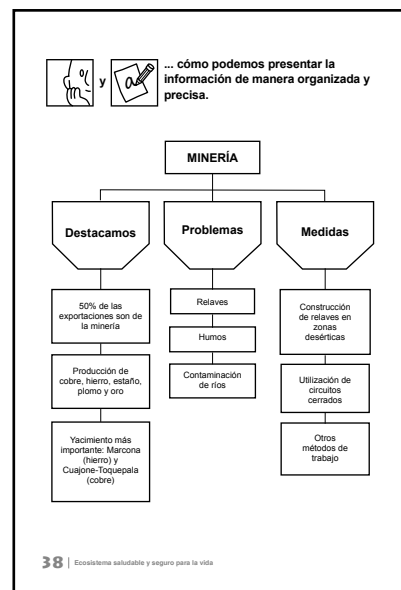 y
... cómo podemos presentar la
información de manera organizada y
precisa.
MINERÍA
Destacamos
Problemas
Medidas
50% de las
exportaciones son de
la minería
Producción de
cobre, hierro, estaño,
plomo y oro
Yacimiento más
importante: Marcona
(hierro) y
Cuajone-Toquepala
(cobre)
Relaves
Humos
Contaminación
de ríos
Construcción
de relaves en
zonas
desérticas
Utilización de
circuitos
cerrados
Otros
métodos de
trabajo
38 | Ecosistema saludable y seguro para la vida